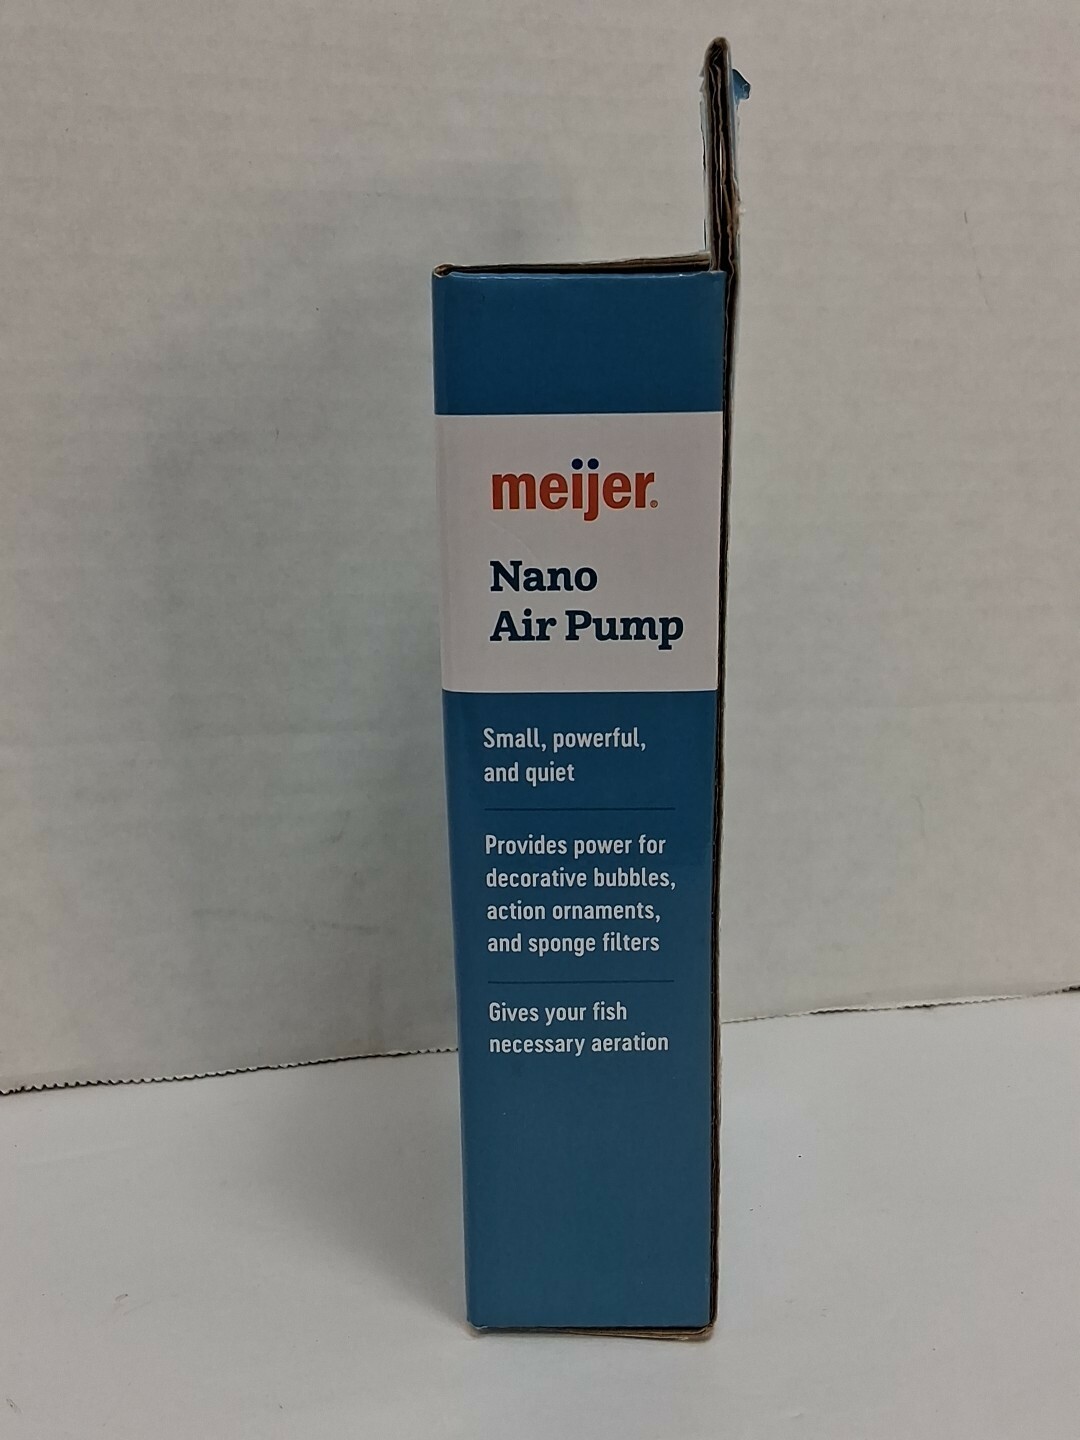 meijer®
Nano
Air Pump
Small, powerful,
and quiet
Provides power for
decorative bubbles,
action ornaments,
and sponge filters
Gives your fish
necessary aeration